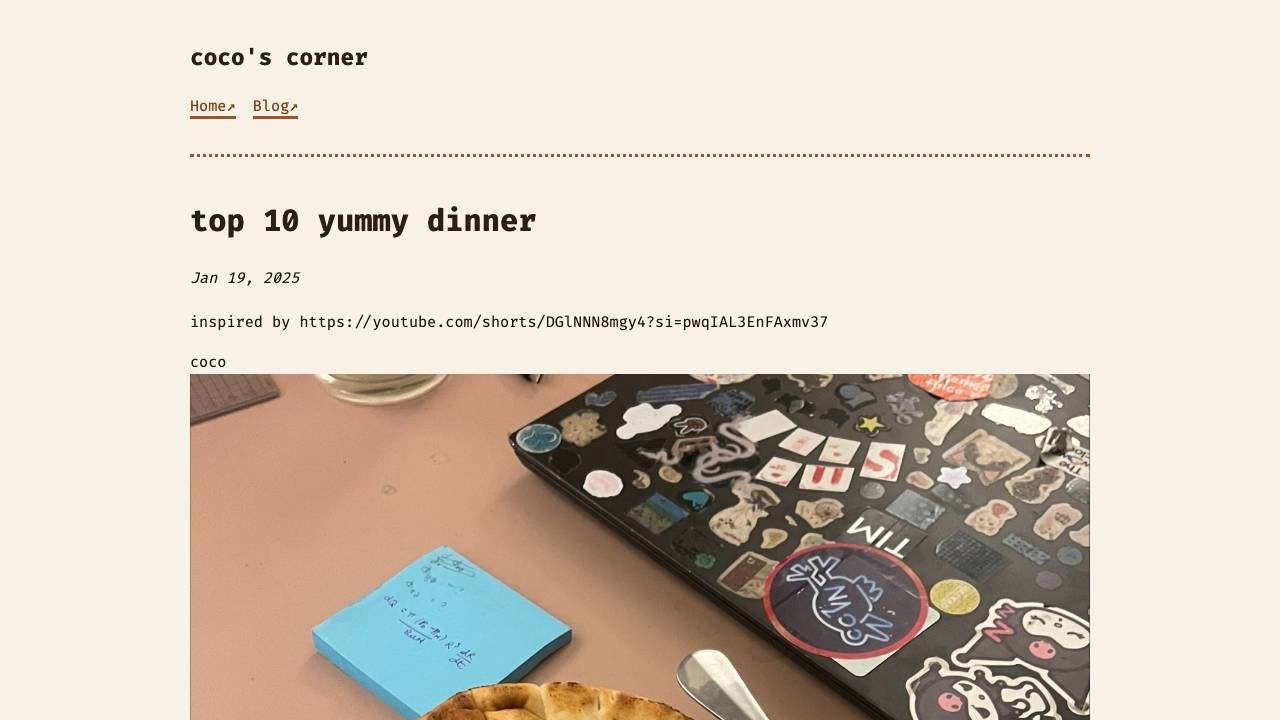 coco's corner
Home↗ Blog↗
top 10 yummy dinner
Jan 19, 2025
inspired by https://youtube.com/shorts/DGlNNN8mgy4?si=pwqIAL3EnFAxmv37
coco
TIM